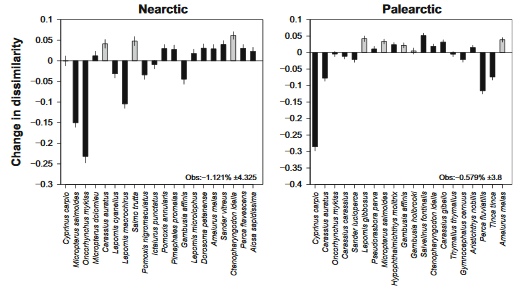 Nearctic
Palearctic
Change in dissimilarity
0.1
0.05
0
−0.05
−0.1
−0.15
−0.2
−0.25
−0.3
Obs:−1.121% ±4.325
Cyprinus carpio
Micropterus salmoides
Oncorhynchus mykiss
Micropterus dolomieu
Carassius auratus
Lepomis cyanellus
Lepomis macrochirus
Salmo trutta
Pomoxis nigromaculatus
Ictalurus punctatus
Pomoxis annularis
Pimephales promelas
Gambusia affinis
Lepomis microlophus
Dorosoma petenense
Ameiurus melas
Sander vitreus
Ctenopharyngodon idella
Perca flavescens
Alosa sapidissima
0.1
0.05
0
−0.05
−0.1
−0.15
−0.2
−0.25
−0.3
−0.35
−0.4
Obs:−0.579% ±3.8
Cyprinus carpio
Carassius auratus
Oncorhynchus mykiss
Carassius carassius
Sander lucioperca
Lepomis gibbosus
Pseudorasbora parva
Micropterus salmoides
Hypophthalmichthys molitrix
Gambusia affinis
Gambusia holbrooki
Salvelinus fontinalis
Ctenopharyngodon idella
Carassius gibelio
Thymallus thymallus
Gymnocephalus cernuus
Aristichthys nobilis
Perca fluviatilis
Tinca tinca
Ameiurus melas